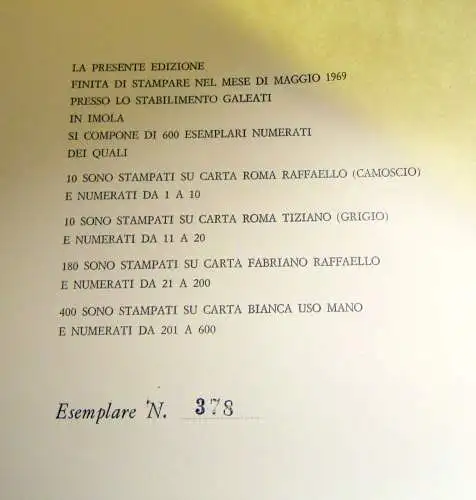 LA PRESENTE EDIZIONE
FINITA DI STAMPARE NEL MESE DI MAGGIO 1969
PRESSO LO STABILIMENTO GALEATI
IN IMOLA
SI COMPONE DI 600 ESEMPLARI NUMERATI
DEI QUALI
10 SONO STAMPATI SU CARTA ROMA RAFFAELLO (CAMOSCIO)
E NUMERATI DA 1 A 10
10 SONO STAMPATI SU CARTA ROMA TIZIANO (GRIGIO)
E NUMERATI DA 11 A 20
180 SONO STAMPATI SU CARTA FABRIANO RAFFAELLO
E NUMERATI DA 21 A 200
400 SONO STAMPATI SU CARTA BIANCA USO MANO
E NUMERATI DA 201 A 600
Esemplare N. 378